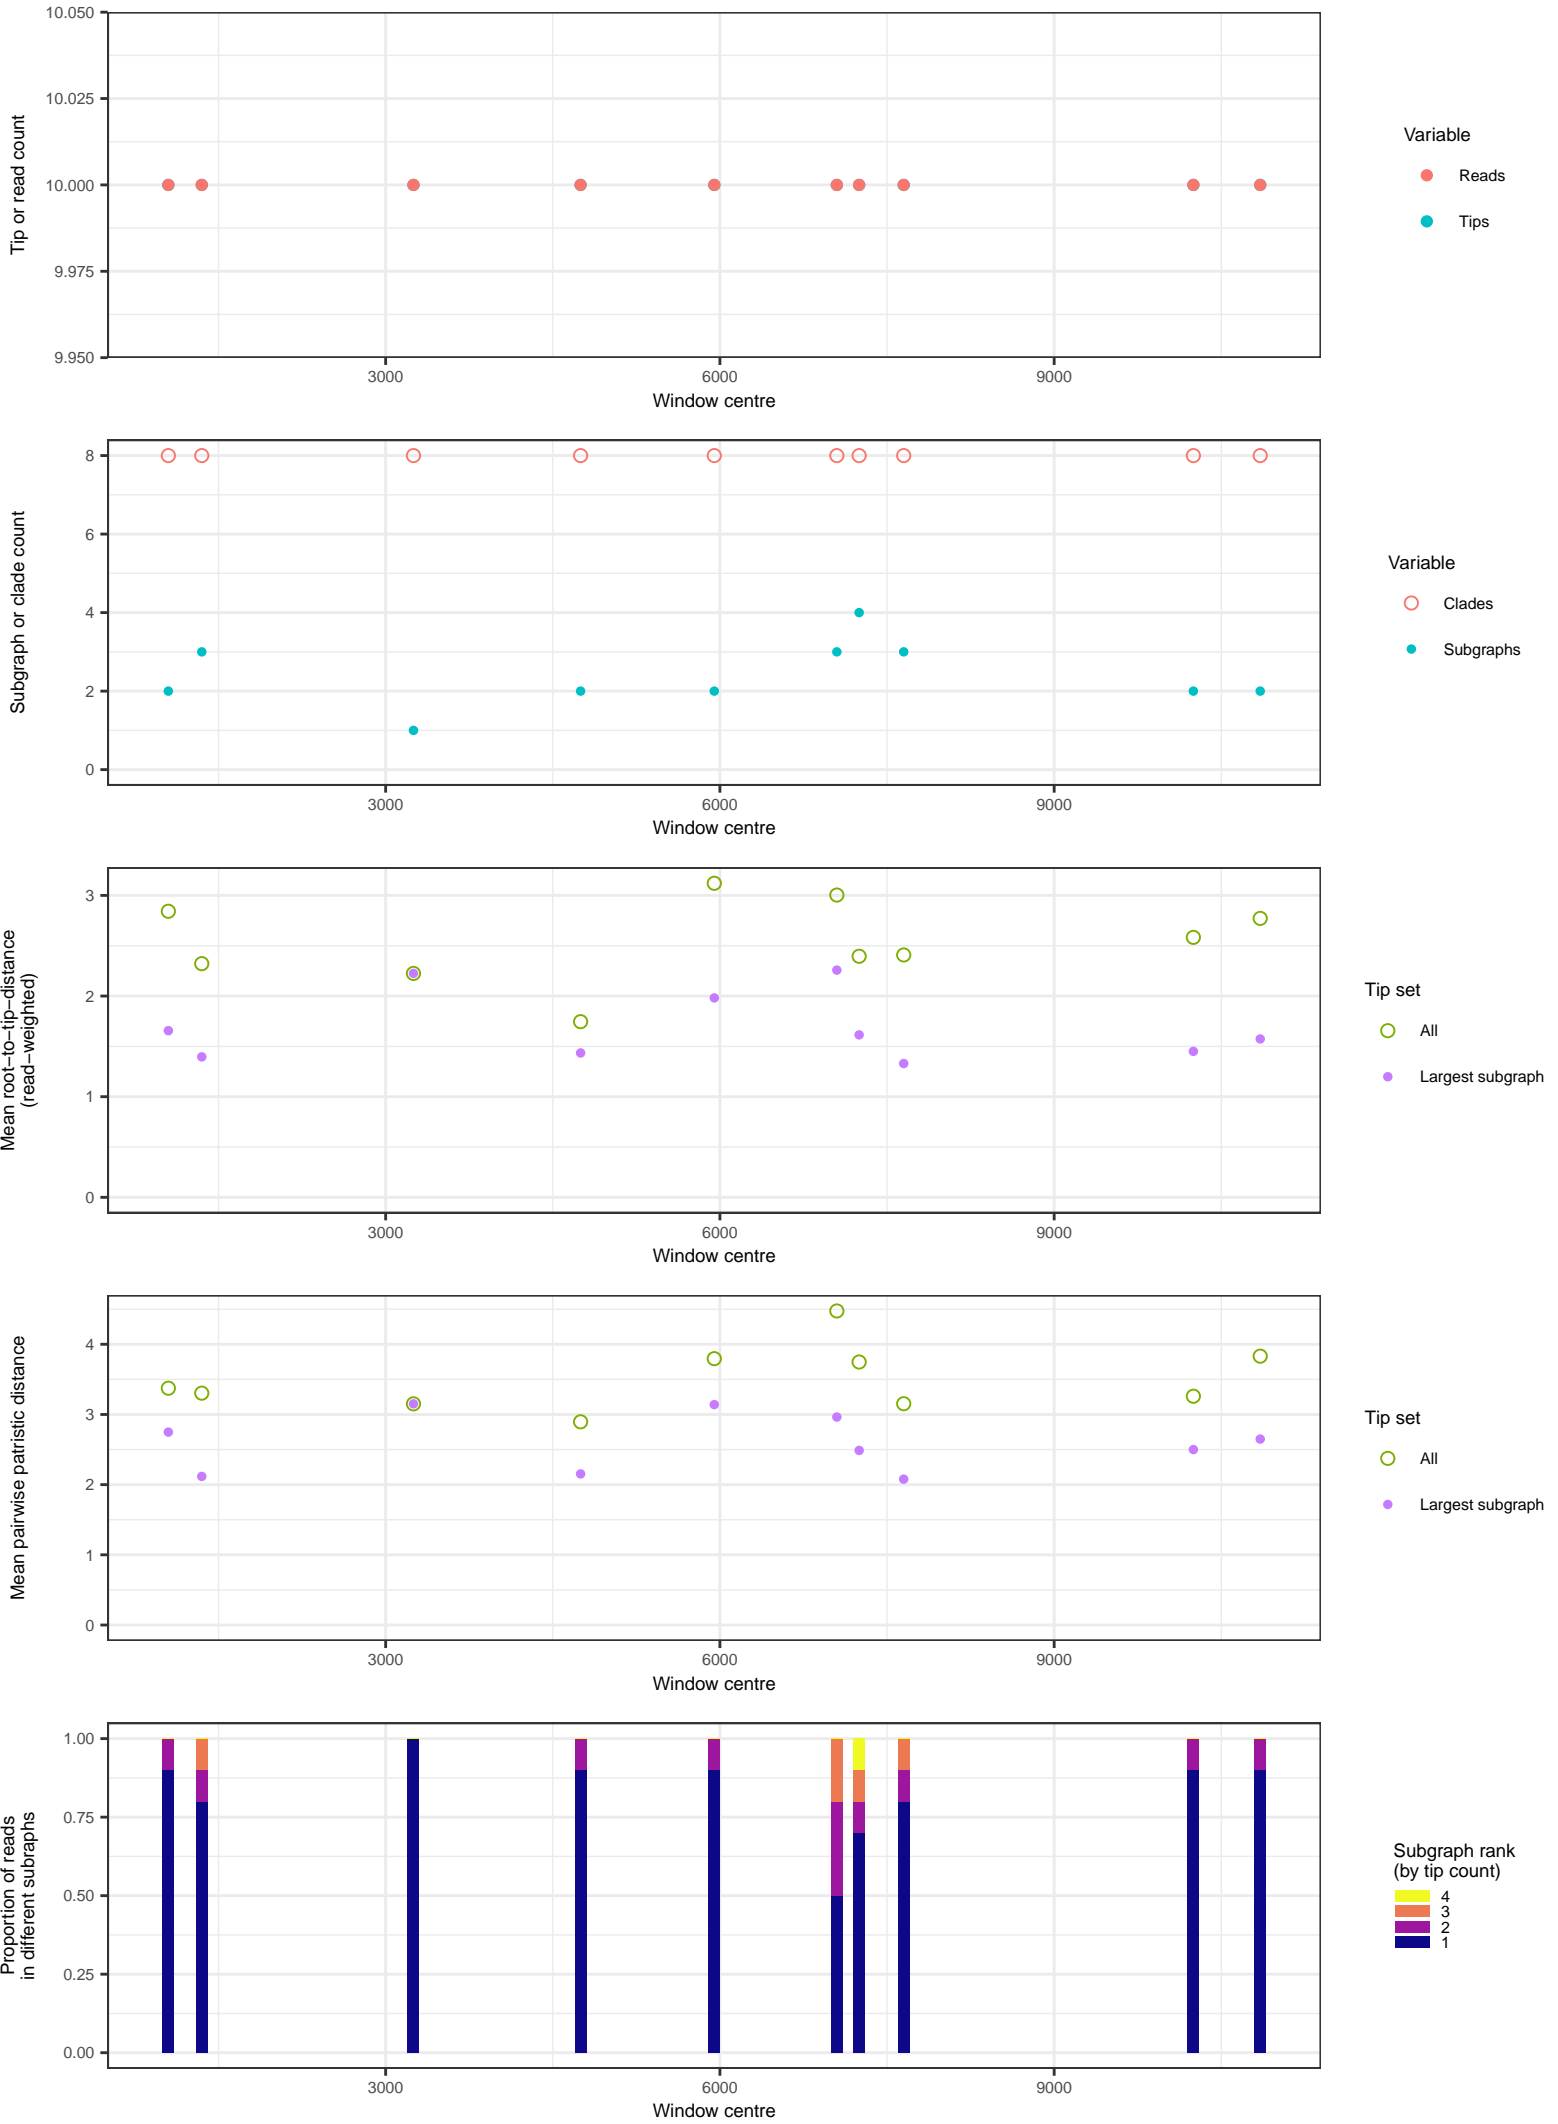 10.050
10.025
10.000
9.975
9.950
Tip or read count
3000
6000
9000
Window centre
Variable
Reads
Tips
8
6
4
2
0
Subgraph or clade count
3000
6000
9000
Window centre
Variable
Clades
Subgraphs
3
2
1
0
Mean root−to−tip−distance
(read−weighted)
3000
6000
9000
Window centre
Tip set
All
Largest subgraph
4
3
2
1
0
Mean pairwise patristic distance
3000
6000
9000
Window centre
Tip set
All
Largest subgraph
1.00
0.75
0.50
0.25
0.00
Proportion of reads
in different subraphs
3000
6000
9000
Window centre
Subgraph rank
(by tip count)
4
3
2
1